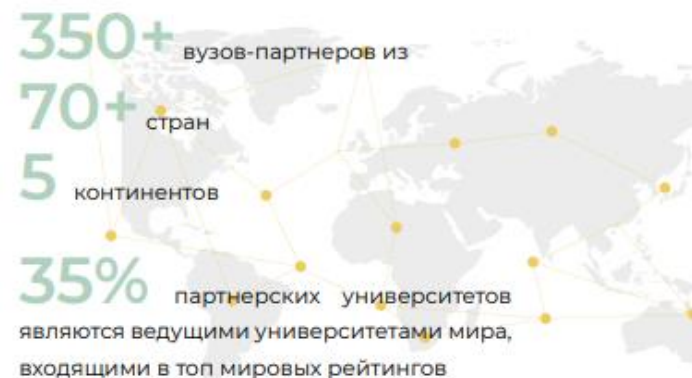 350+ вузов-партнеров из
70+ стран
5 континентов
35% партнерских университетов
являются ведущими университетами мира,
входящими в топ мировых рейтингов